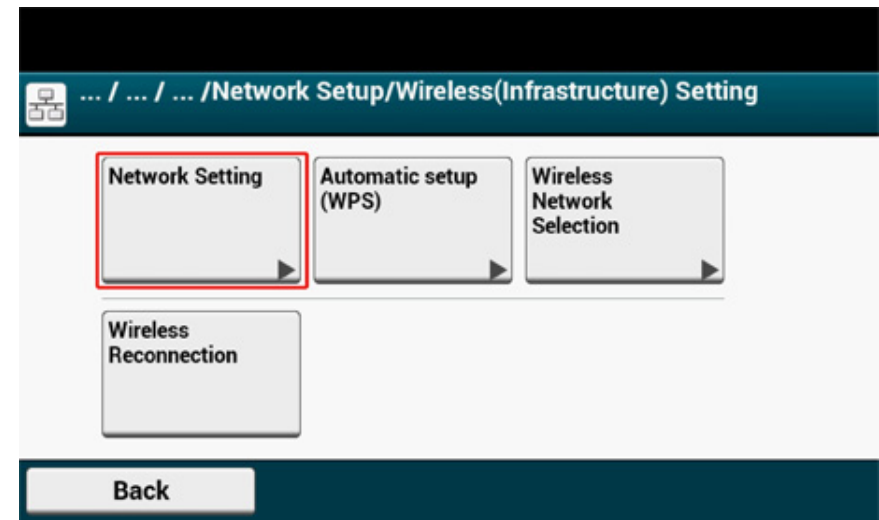 ... / ... / ... /Network Setup/Wireless(Infrastructure) Setting
Network Setting
Automatic setup
(WPS)
Wireless
Network
Selection
Wireless
Reconnection
Back